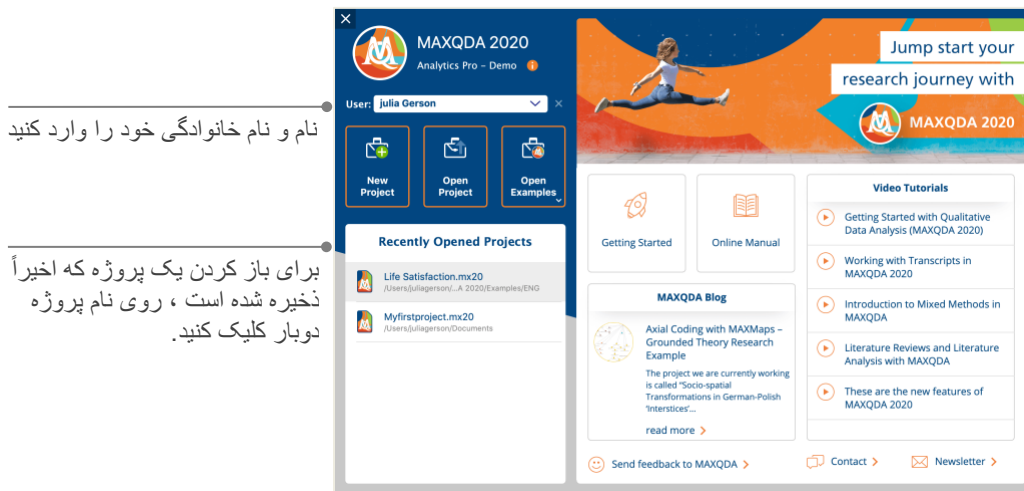 نام و نام خانوادگی خود را وارد کنید
برای باز کردن یک پروژه که اخیراً
ذخیره شده است ، روی نام پروژه
دوبار کلیک کنید.
MAXQDA 2020
Analytics Pro – Demo
User: julia Gerson
New
Project
Open
Project
Open
Examples
Recently Opened Projects
Life Satisfaction.mx20
/Users/juliagerson/...A 2020/Examples/ENG
Myfirstproject.mx20
/Users/juliagerson/Documents
Jump start your
research journey with
MAXQDA 2020
Getting Started
Online Manual
MAXQDA Blog
Axial Coding with MAXMaps –
Grounded Theory Research
Example
The project we are currently working
is called "Socio-spatial
Transformations in German-Polish
'Interstices'...
read more
Video Tutorials
Getting Started with Qualitative
Data Analysis (MAXQDA 2020)
Working with Transcripts in
MAXQDA 2020
Introduction to Mixed Methods in
MAXQDA
Literature Reviews and Literature
Analysis with MAXQDA
These are the new features of
MAXQDA 2020
Send feedback to MAXQDA
Contact
Newsletter